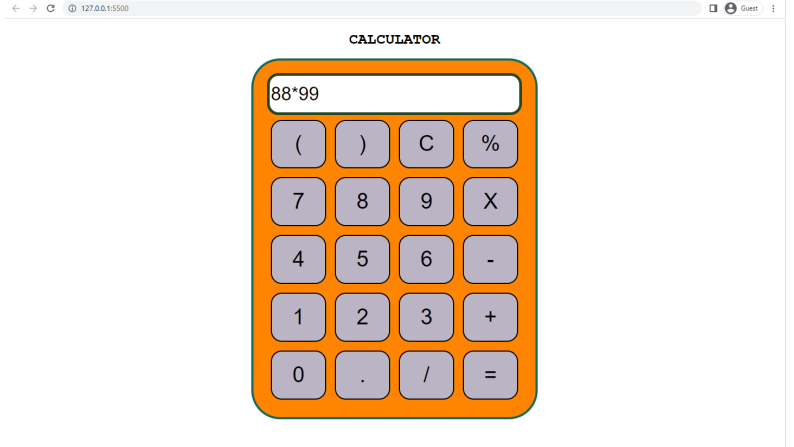 127.0.0.1:5500
Guest
CALCULATOR
88*99
( ) C %
7 8 9 X
4 5 6 -
1 2 3 +
0 . / =